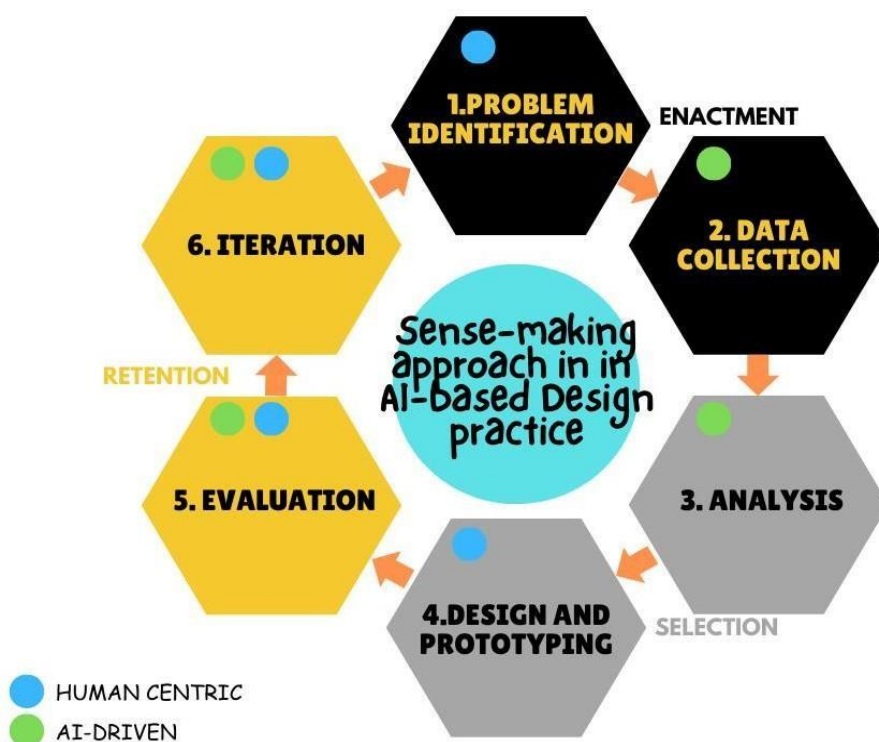 1.PROBLEM
IDENTIFICATION
ENACTMENT
2. DATA
COLLECTION
6. ITERATION
Sense-making
approach in in
AI-based Design
practice
RETENTION
3. ANALYSIS
5. EVALUATION
4.DESIGN AND
PROTOTYPING
SELECTION
HUMAN CENTRIC
AI-DRIVEN